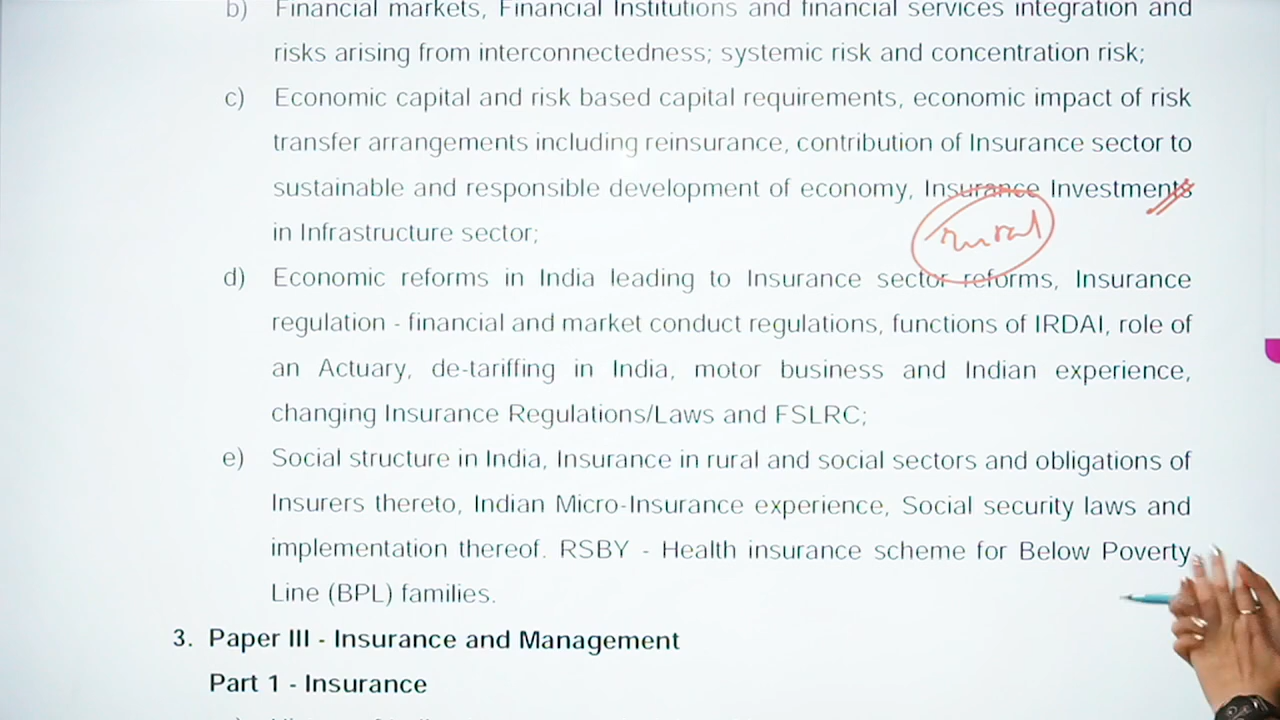 b) Financial markets, Financial Institutions and financial services integration and
risks arising from interconnectedness; systemic risk and concentration risk;
c) Economic capital and risk based capital requirements, economic impact of risk
transfer arrangements including reinsurance, contribution of Insurance sector to
sustainable and responsible development of economy, Insurance Investments
in Infrastructure sector;
rural
d) Economic reforms in India leading to Insurance sector reforms, Insurance
regulation - financial and market conduct regulations, functions of IRDAI, role of
an Actuary, de-tariffing in India, motor business and Indian experience,
changing Insurance Regulations/Laws and FSLRC;
e) Social structure in India, Insurance in rural and social sectors and obligations of
Insurers thereto, Indian Micro-Insurance experience, Social security laws and
implementation thereof. RSBY - Health insurance scheme for Below Poverty
Line (BPL) families.
3. Paper III - Insurance and Management
Part 1 - Insurance